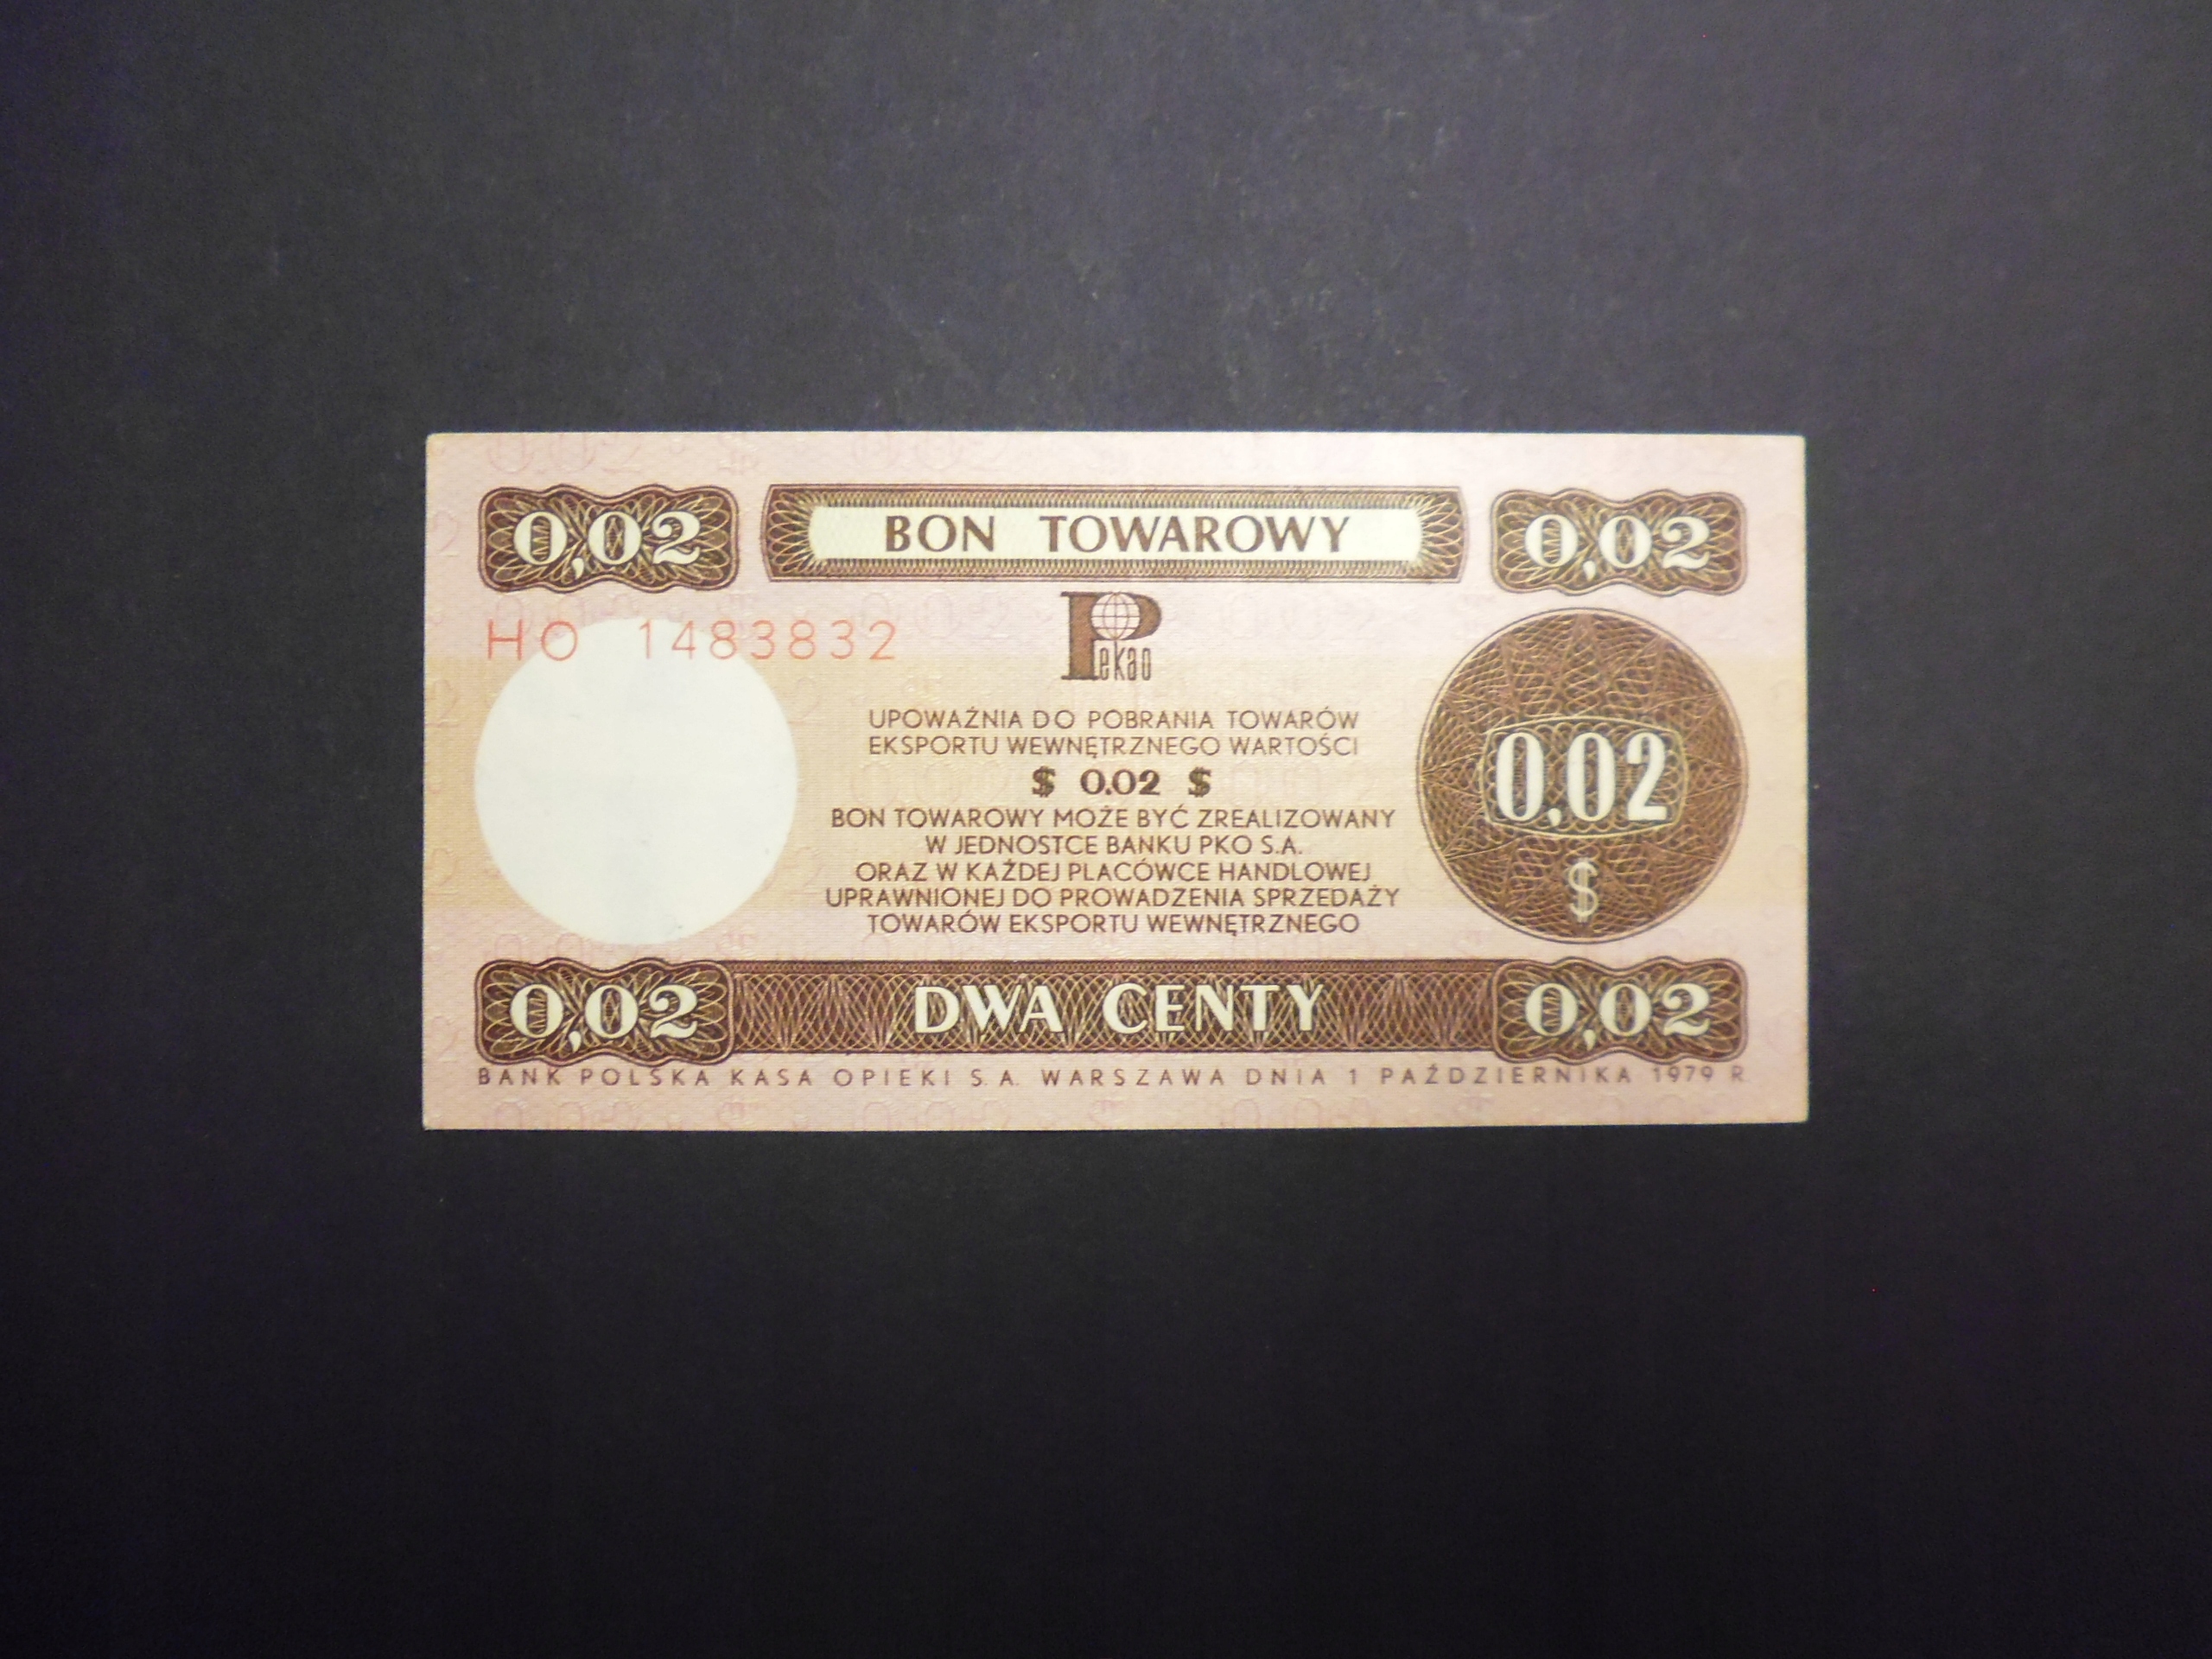 0,02 BON TOWAROWY 0,02
HO 1483832
Pekao
UPOWAŻNIA DO POBRANIA TOWARÓW
EKSPORTU WEWNĘTRZNEGO WARTOŚCI
$ 0.02 $
BON TOWAROWY MOŻE BYĆ ZREALIZOWANY
W JEDNOSTCE BANKU PKO S.A.
ORAZ W KAŻDEJ PLACÓWCE HANDLOWEJ
UPRAWNIONEJ DO PROWADZENIA SPRZEDAŻY
TOWARÓW EKSPORTU WEWNĘTRZNEGO
0,02
$
0,02 DWA CENTY 0,02
BANK POLSKA KASA OPIEKI S.A. WARSZAWA DNIA 1 PAŹDZIERNIKA 1979 R.